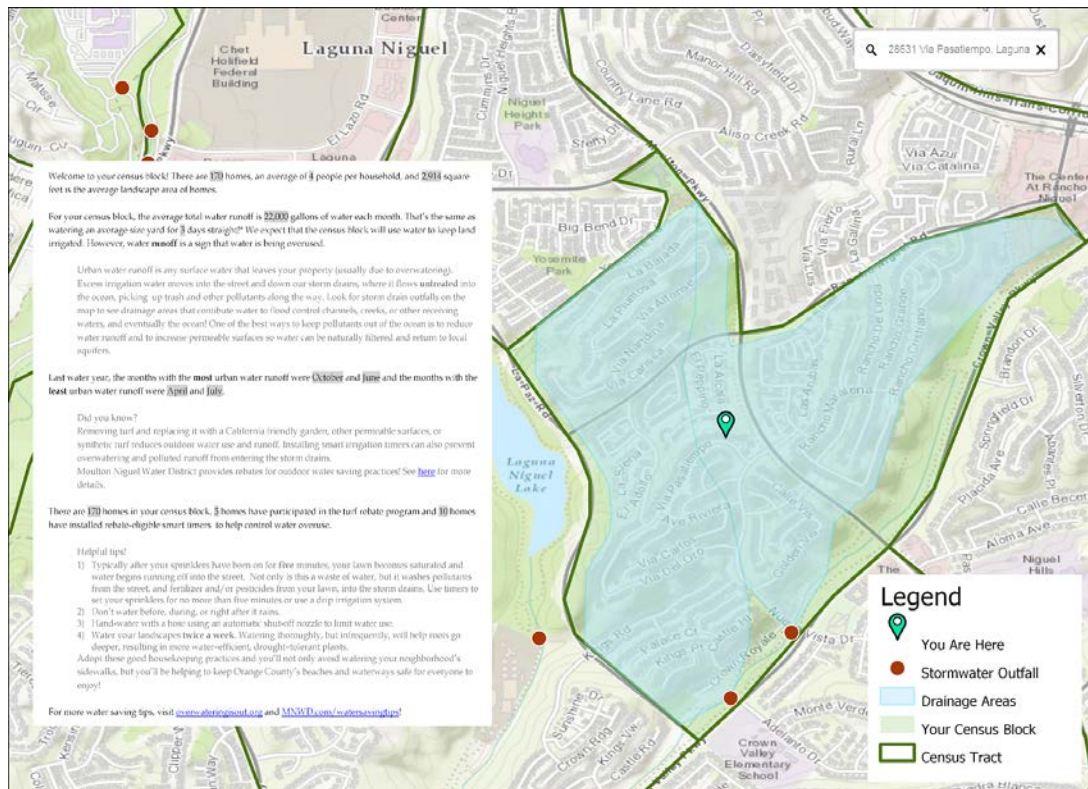 Laguna Niguel
Chet
Holifield
Federal
Building
Center
28631 Via Pasatiempo, Laguna
Niguel
Heights
Park
Country Lane Rd
Aliso Creek Rd
Via Azur
Via Catalina
The Center
At Rancho
Niguel
Welcome to your census block! There are 170 homes, an average of 4 people per household, and 2,914 square
feet is the average landscape area of homes.
For your census block, the average total water runoff is 22,000 gallons of water each month. That's the same as
watering an average-size yard for 3 days straight!* We expect that the census block will use water to keep land
irrigated. However, water runoff is a sign that water is being overused.
Urban water runoff is any surface water that leaves your property (usually due to overwatering).
Excess irrigation water moves into the street and down our storm drains, where it flows untreated into
the ocean, picking up trash and other pollutants along the way. Look for storm drain outfalls on the
map to see drainage areas that contibute water to flood control channels, creeks, or other receiving
waters, and eventually the ocean! One of the best ways to keep pollutants out of the ocean is to reduce
water runoff and to increase permeable surfaces so water can be naturally filtered and return to local
aquifers.
Last water year, the months with the most urban water runoff were October and June and the months with the
least urban water runoff were April and July.
Did you know?
Removing turf and replacing it with a California friendly garden, other permeable surfaces, or
synthetic turf reduces outdoor water use and runoff. Installing smart irrigation timers can also prevent
overwatering and polluted runoff from entering the storm drains.
Moulton Niguel Water District provides rebates for outdoor water saving practices! See here for more
details.
There are 170 homes in your census block. 5 homes have participated in the turf rebate program and 10 homes
have installed rebate-eligible smart timers to help control water overuse.
Helpful tips!
1) Typically after your sprinklers have been on for five minutes, your lawn becomes saturated and
water begins running off into the street. Not only is this a waste of water, but it washes pollutants
from the street, and fertilizer and/or pesticides from your lawn, into the storm drains. Use timers to
set your sprinklers for no more than five minutes or use a drip irrigation system.
2) Don't water before, during, or right after it rains.
3) Hand-water with a hose using an automatic shut-off nozzle to limit water use.
4) Water your landscapes twice a week. Watering thoroughly, but infrequently, will help roots go
deeper, resulting in more water-efficient, drought-tolerant plants.
Adopt these good housekeeping practices and you'll not only avoid watering your neighborhood's
sidewalks, but you'll be helping to keep Orange County's beaches and waterways safe for everyone to
enjoy!
For more water saving tips, visit overwateringisout.org and MNWD.com/watersavingtips!
Big Bend Dr
Yosemite
Park
La Paz Rd
Laguna
Niguel
Lake
Ave Riviera
Via Pasatiempo
Placida Ave
Aloma Ave
Niguel
Hills
Vista Dr
Monte Verde
Adelanto Dr
Crown
Valley
Elementary
School
Legend
You Are Here
Stormwater Outfall
Drainage Areas
Your Census Block
Census Tract